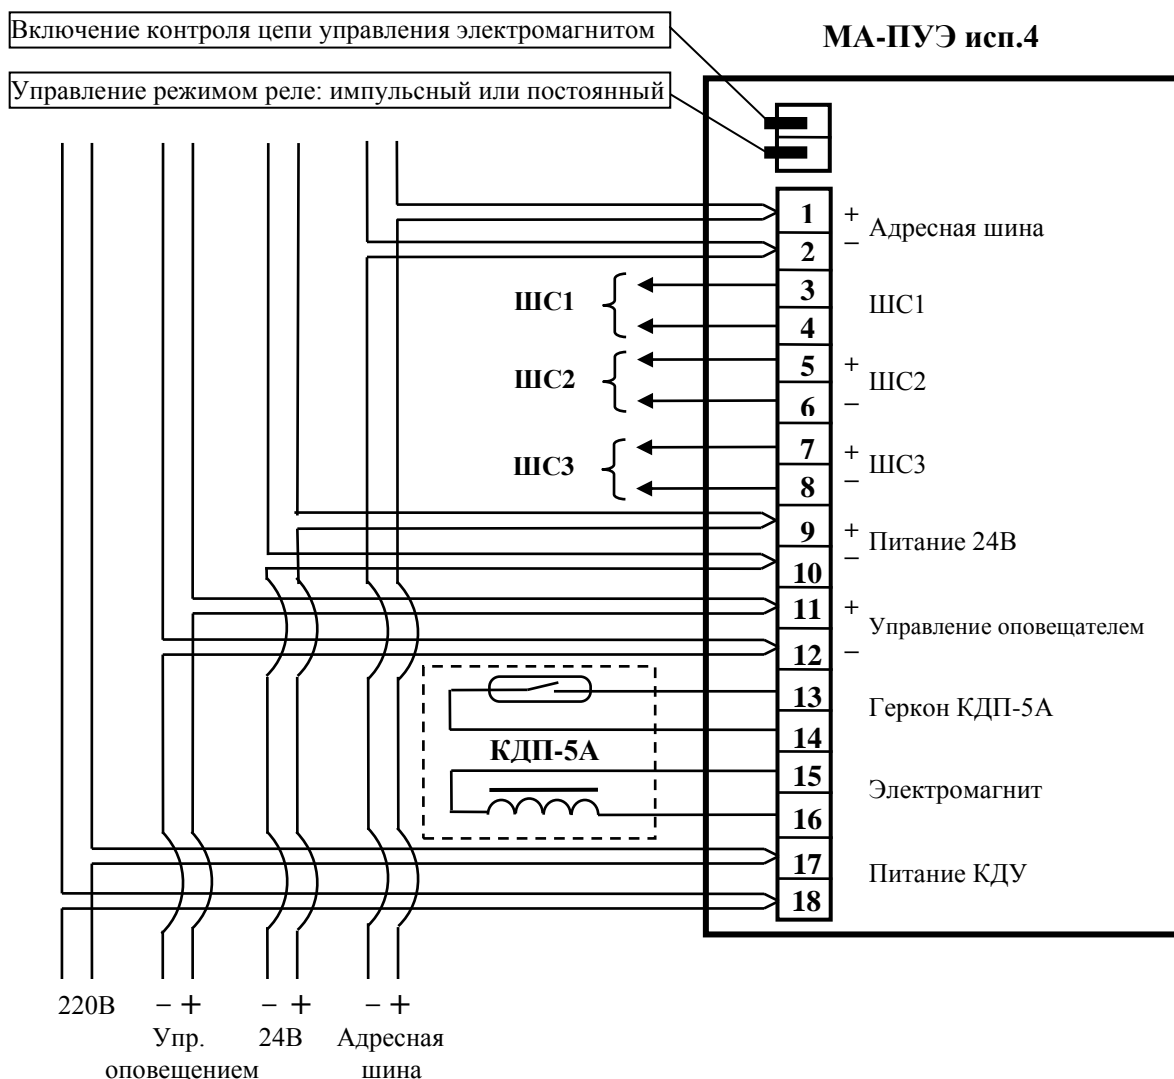 Включение контроля цепи управления электромагнитом
МА-ПУЭ исп.4
Управление режимом реле: импульсный или постоянный
1 +
Адресная шина
2 −
ШС1
3
ШС1
4
ШС2
5 +
ШС2
6 −
ШС3
7 +
ШС3
8 −
9 +
Питание 24В
10 −
11 +
Управление оповещателем
12 −
13
Геркон КДП-5А
14
КДП-5А
15
Электромагнит
16
17
Питание КДУ
18
220В − + − + − +
Упр. 24В Адресная
оповещением шина